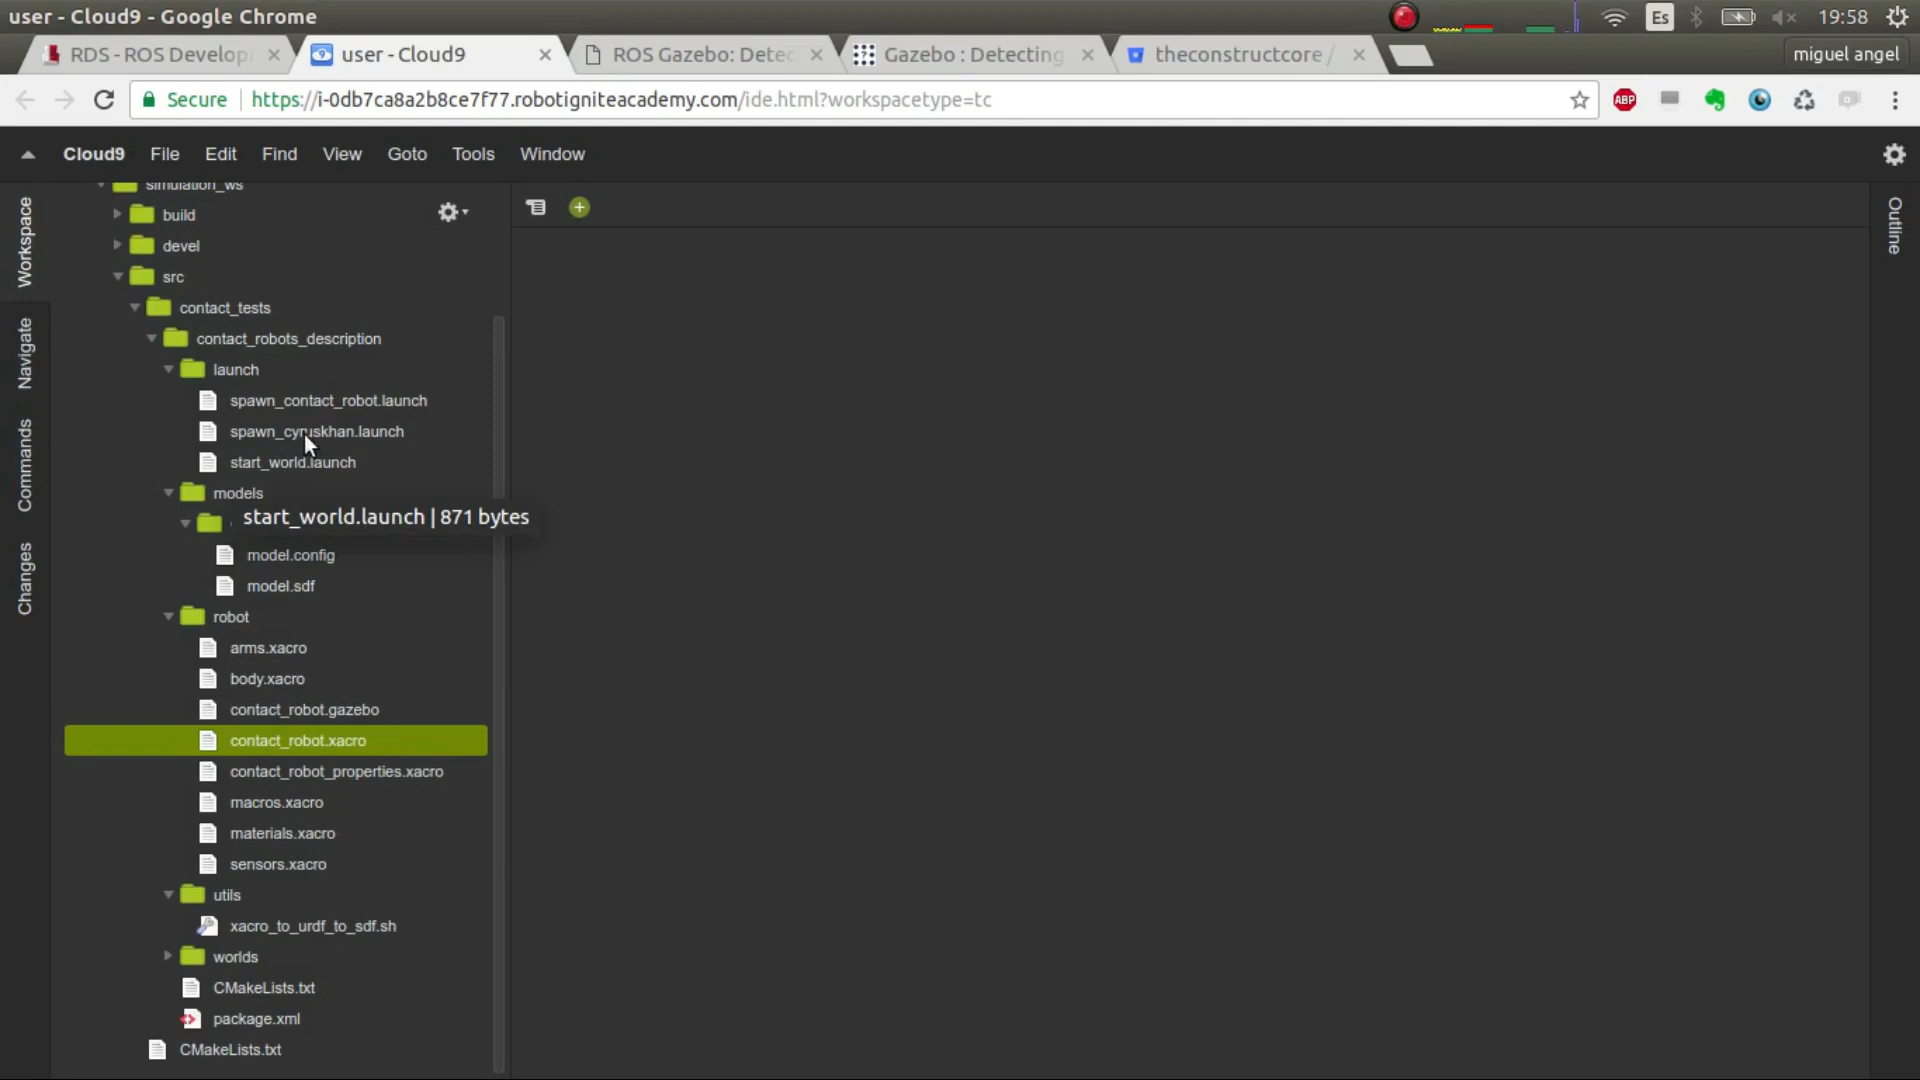 user - Cloud9 - Google Chrome
Es
19:58
RDS - ROS Develop
user - Cloud9
ROS Gazebo: Detec
Gazebo : Detecting
theconstructcore /
miguel angel
Secure
https://i-0db7ca8a2b8ce7f77.robotigniteacademy.com/ide.html?workspacetype=tc
ABP
Cloud9
File
Edit
Find
View
Goto
Tools
Window
Workspace
Navigate
Commands
Changes
Outline
simulation_ws
build
devel
src
contact_tests
contact_robots_description
launch
spawn_contact_robot.launch
spawn_cyruskhan.launch
start_world.launch
models
start_world.launch | 871 bytes
model.config
model.sdf
robot
arms.xacro
body.xacro
contact_robot.gazebo
contact_robot.xacro
contact_robot_properties.xacro
macros.xacro
materials.xacro
sensors.xacro
utils
xacro_to_urdf_to_sdf.sh
worlds
CMakeLists.txt
package.xml
CMakeLists.txt